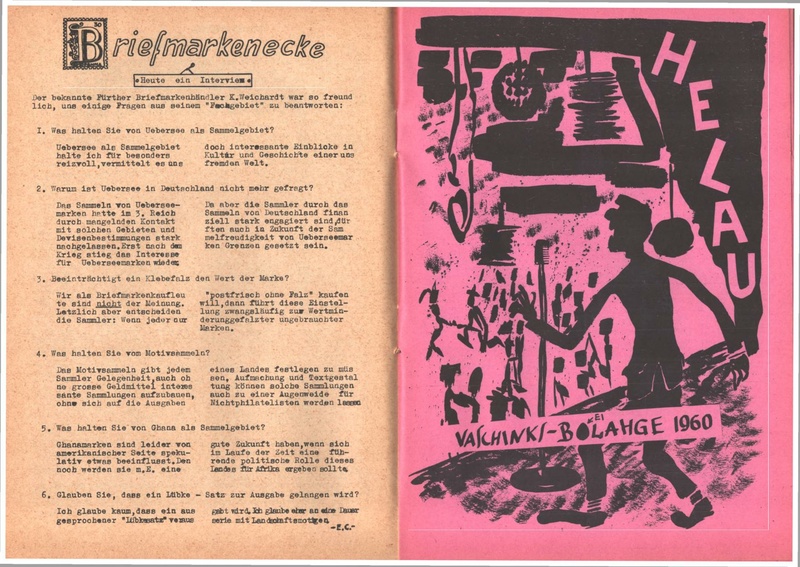 30
Briefmarkenecke
Heute ein Interview
Der bekannte Fürther Briefmarkenhändler K.Weichardt war so freund
lich, uns einige Fragen aus seinem "Fachgebiet" zu beantworten:
I. Was halten Sie von Uebersee als Sammelgebiet?
Uebersee als Sammelgebiet
halte ich für besonders
reizvoll,vermittelt es uns
doch interessante Einblicke in
Kultur und Geschichte einer uns
fremden Welt.
2. Warum ist Uebersee in Deutschland nicht mehr gefragt?
Das Sammeln von Uebersee-
marken hatte im 3. Reich
durch mangelnden Kontakt
mit solchen Gebieten und
Devisenbestimmungen stark
nachgelassen.Erst nach dem
Krieg stieg das Interesse
für Ueberseemarken wieder.
Da aber die Sammler durch das
Sammeln von Deutschland finan
ziell stark engagiert sind,dür
ften auch in Zukunft der Sam
melfreudigkeit von Ueberseemar
ken Grenzen gesetzt sein.
3. Beeinträchtigt ein Klebefalz den Wert der Marke?
Wir als Briefmarkenkaufleu
te sind nicht der Meinung.
Letzlich aber entscheiden
die Sammler: Wenn jeder nur
"postfrisch ohne Falz" kaufen
will,dann führt diese Einstel-
lung zwangsläufig zur Wertmin-
derunggefalzter ungebrauchter
Marken.
4. Was halten Sie vom Motivsammeln?
Das Motivsammeln gibt jedem
Sammler Gelegenheit,auch oh
ne grosse Geldmittel interes
sante Sammlungen aufzubauen,
ohne sich auf die Ausgaben
eines Landes festlegen zu müs
sen, Aufmachung und Textgestal
tung können solche Sammlungen
auch zu einer Augenweide für
Nichtphilatelisten werden lassen
5. Was halten Sie von Ghana als Sammelgebiet?
Ghanamarken sind leider von
amerikanischer Seite speku-
lativ etwas beeinflusst.Den
noch werden sie m.E. eine
gute Zukunft haben,wenn sich
im Laufe der Zeit eine füh-
rende politische Rolle dieses
Landes für Afrika ergeben sollte.
6. Glauben Sie, dass ein Lübke - Satz zur Ausgabe gelangen wird?
Ich glaube kaum,dass ein aus
gesprochener "Lübkesatz" veraus
gabt wird. Ich glaube eher an eine Dauer
serie mit Landschaftsmotiven.
-E.C.-
HELAU
VASCHINKS-BOLAHGE 1960
EI